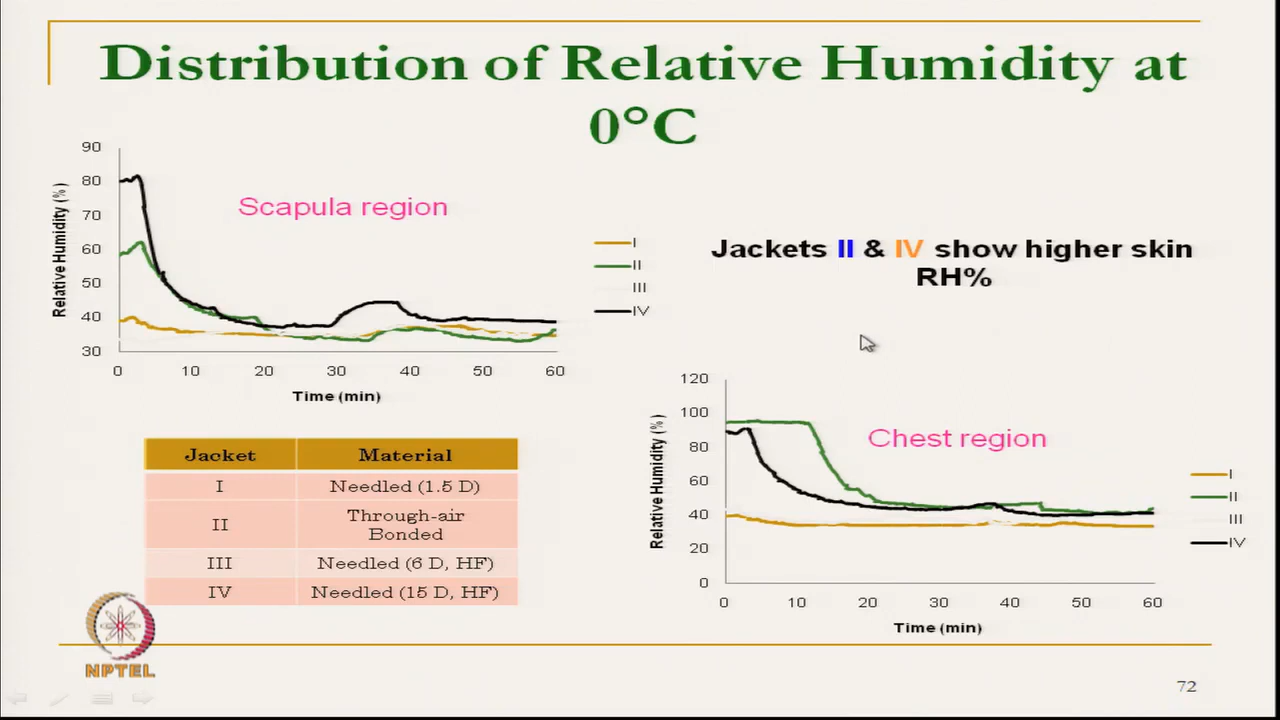 Distribution of Relative Humidity at
0°C
Relative Humidity (%)
90
80
70
60
50
40
30
Scapula region
0 10 20 30 40 50 60
Time (min)
I
II
III
IV
Jackets II & IV show higher skin
RH%
Jacket Material
I Needled (1.5 D)
II Through-air
Bonded
III Needled (6 D, HF)
IV Needled (15 D, HF)
Relative Humidity (%)
120
100
80
60
40
20
0
Chest region
0 10 20 30 40 50 60
Time (min)
I
II
III
IV
NPTEL
72